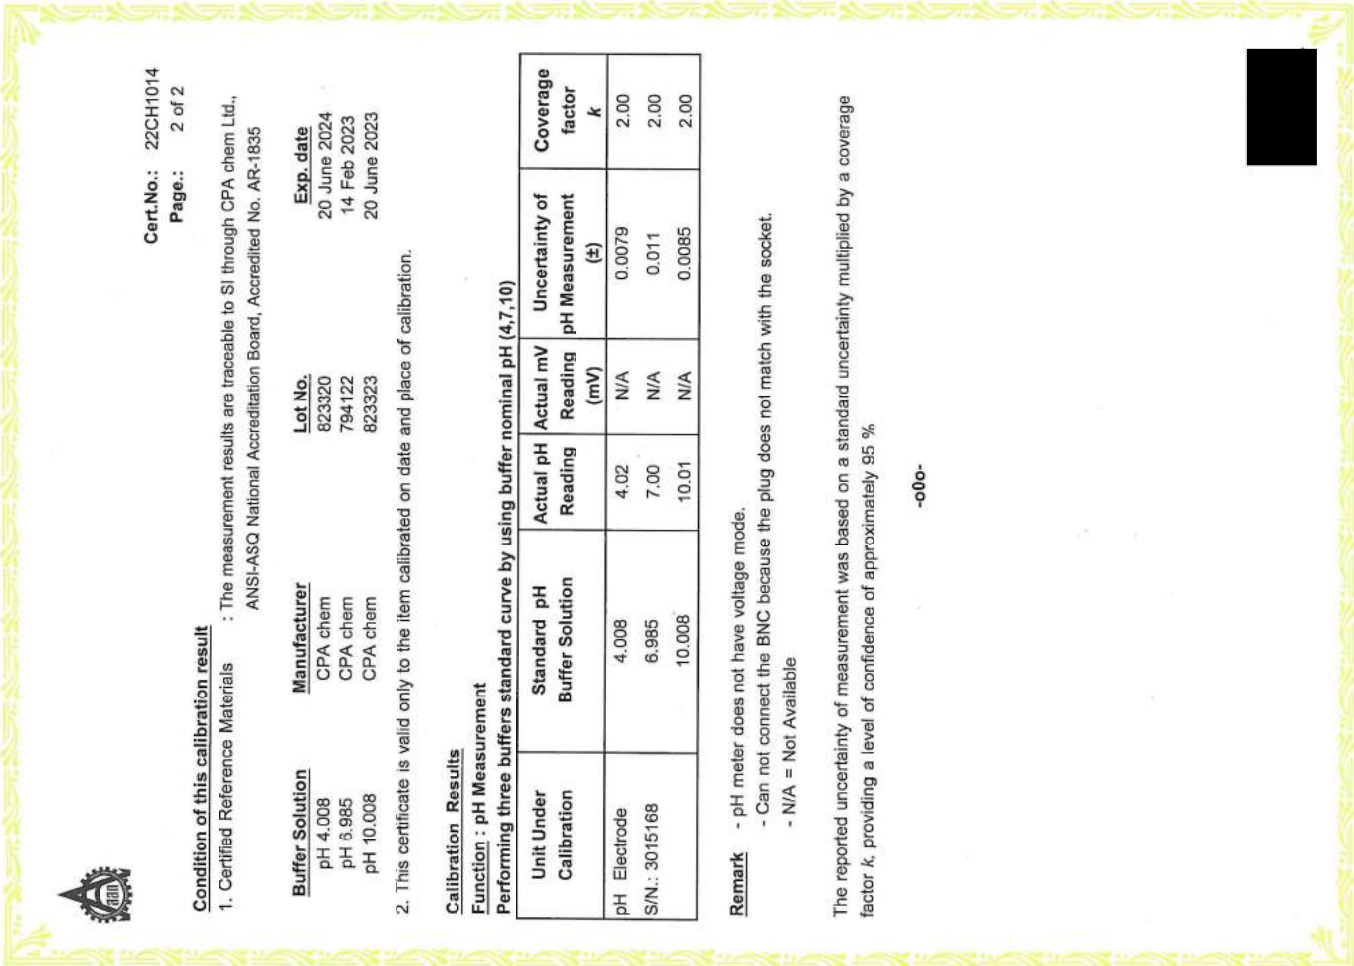 Cert.No.: 22CH1014
Page.: 2 of 2
Condition of this calibration result
1. Certified Reference Materials : The measurement results are traceable to SI through CPA chem Ltd.,
ANSI-ASQ National Accreditation Board, Accredited No. AR-1835
Buffer Solution Manufacturer Lot No. Exp. date
pH 4.008 CPA chem 823320 20 June 2024
pH 6.985 CPA chem 794122 14 Feb 2023
pH 10.008 CPA chem 823323 20 June 2023
2. This certificate is valid only to the item calibrated on date and place of calibration.
Calibration Results
Function : pH Measurement
Performing three buffers standard curve by using buffer nominal pH (4,7,10)
Unit Under Standard pH Actual pH Actual mV Uncertainty of Coverage
Calibration Buffer Solution Reading Reading pH Measurement factor
(mV) (±) k
pH Electrode 4.008 4.02 N/A 0.0079 2.00
S/N.: 3015168 6.985 7.00 N/A 0.011 2.00
10.008 10.01 N/A 0.0085 2.00
Remark - pH meter does not have voltage mode.
- Can not connect the BNC because the plug does not match with the socket.
- N/A = Not Available
The reported uncertainty of measurement was based on a standard uncertainty multiplied by a coverage
factor k, providing a level of confidence of approximately 95 %
-o0o-